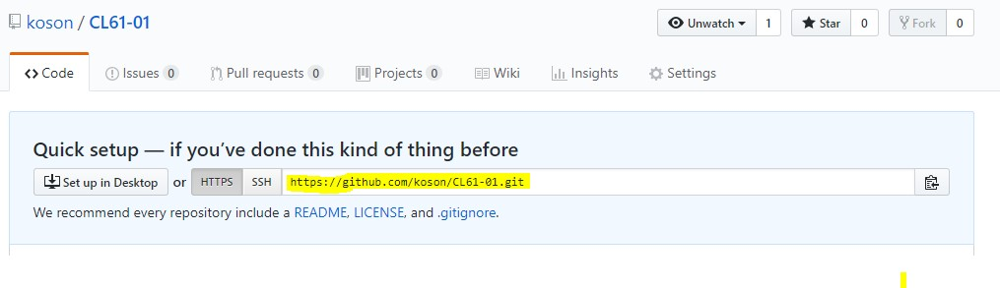 koson / CL61-01
Unwatch 1 Star 0 Fork 0
Code Issues 0 Pull requests 0 Projects 0 Wiki Insights Settings
Quick setup — if you’ve done this kind of thing before
Set up in Desktop or HTTPS SSH https://github.com/koson/CL61-01.git
We recommend every repository include a README, LICENSE, and .gitignore.